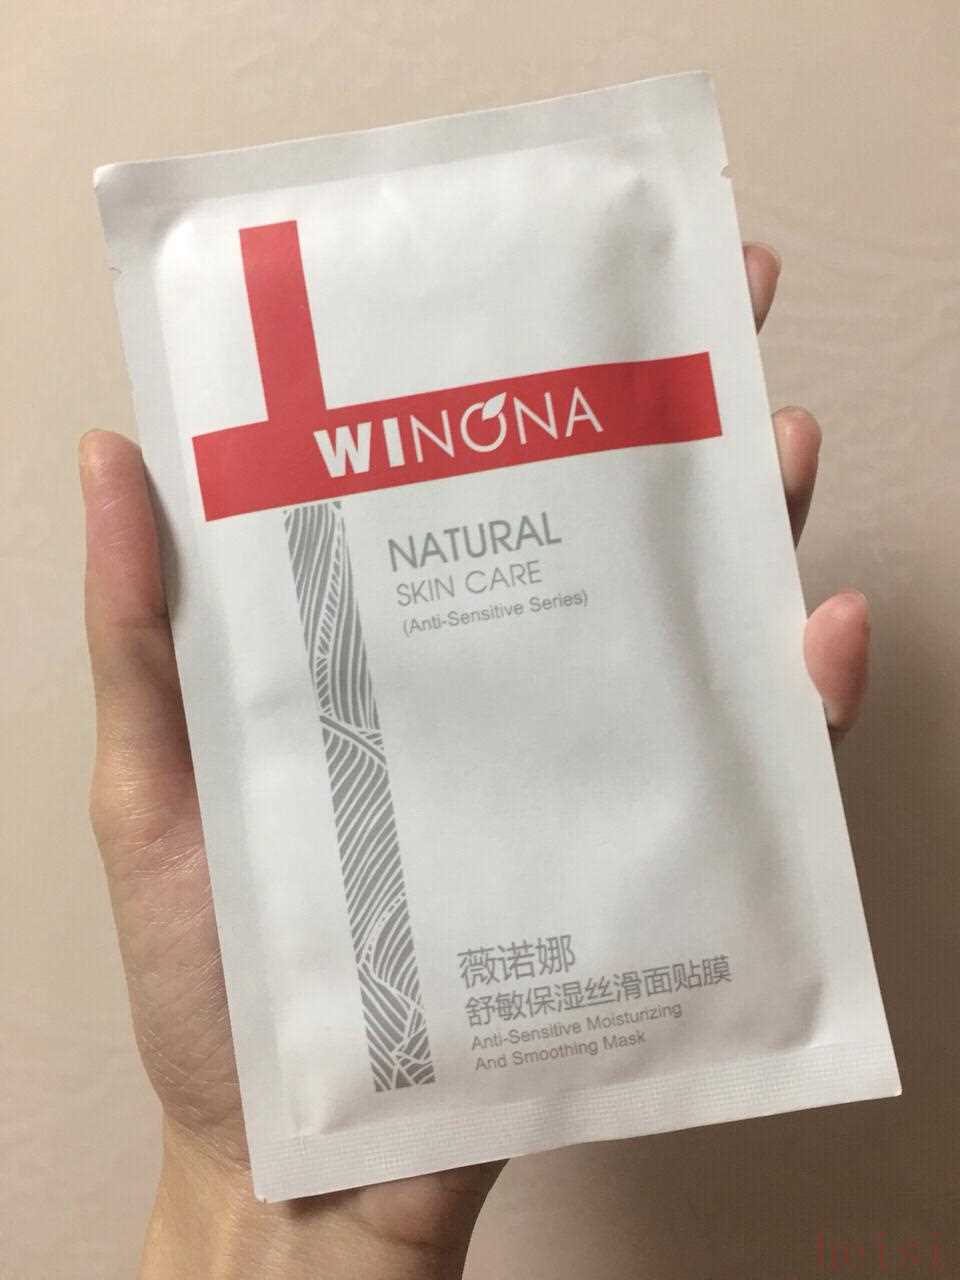 WINONA
NATURAL
SKIN CARE
(Anti-Sensitive Series)
薇诺娜
舒敏保湿丝滑面贴膜
Anti-Sensitive Moisturizing
And Smoothing Mask
heisi